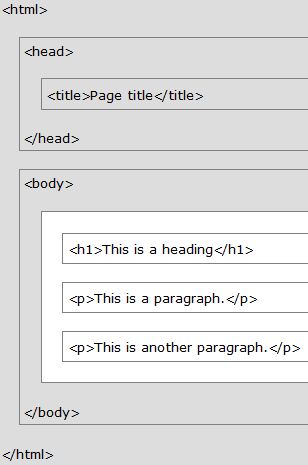 <html>
<head>
<title>Page title</title>
</head>
<body>
<h1>This is a heading</h1>
<p>This is a paragraph.</p>
<p>This is another paragraph.</p>
</body>
</html>